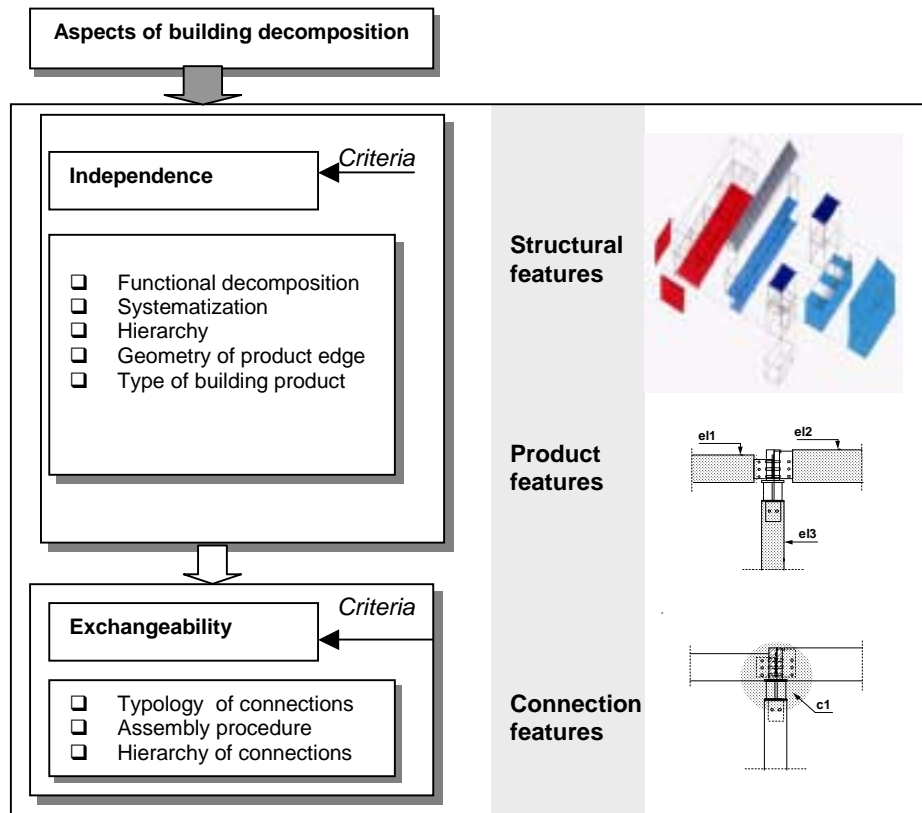 Aspects of building decomposition
Criteria
Independence
❑ Functional decomposition
❑ Systematization
❑ Hierarchy
❑ Geometry of product edge
❑ Type of building product
Criteria
Exchangeability
❑ Typology of connections
❑ Assembly procedure
❑ Hierarchy of connections
Structural
features
Product
features
Connection
features
el1
el2
el3
c1